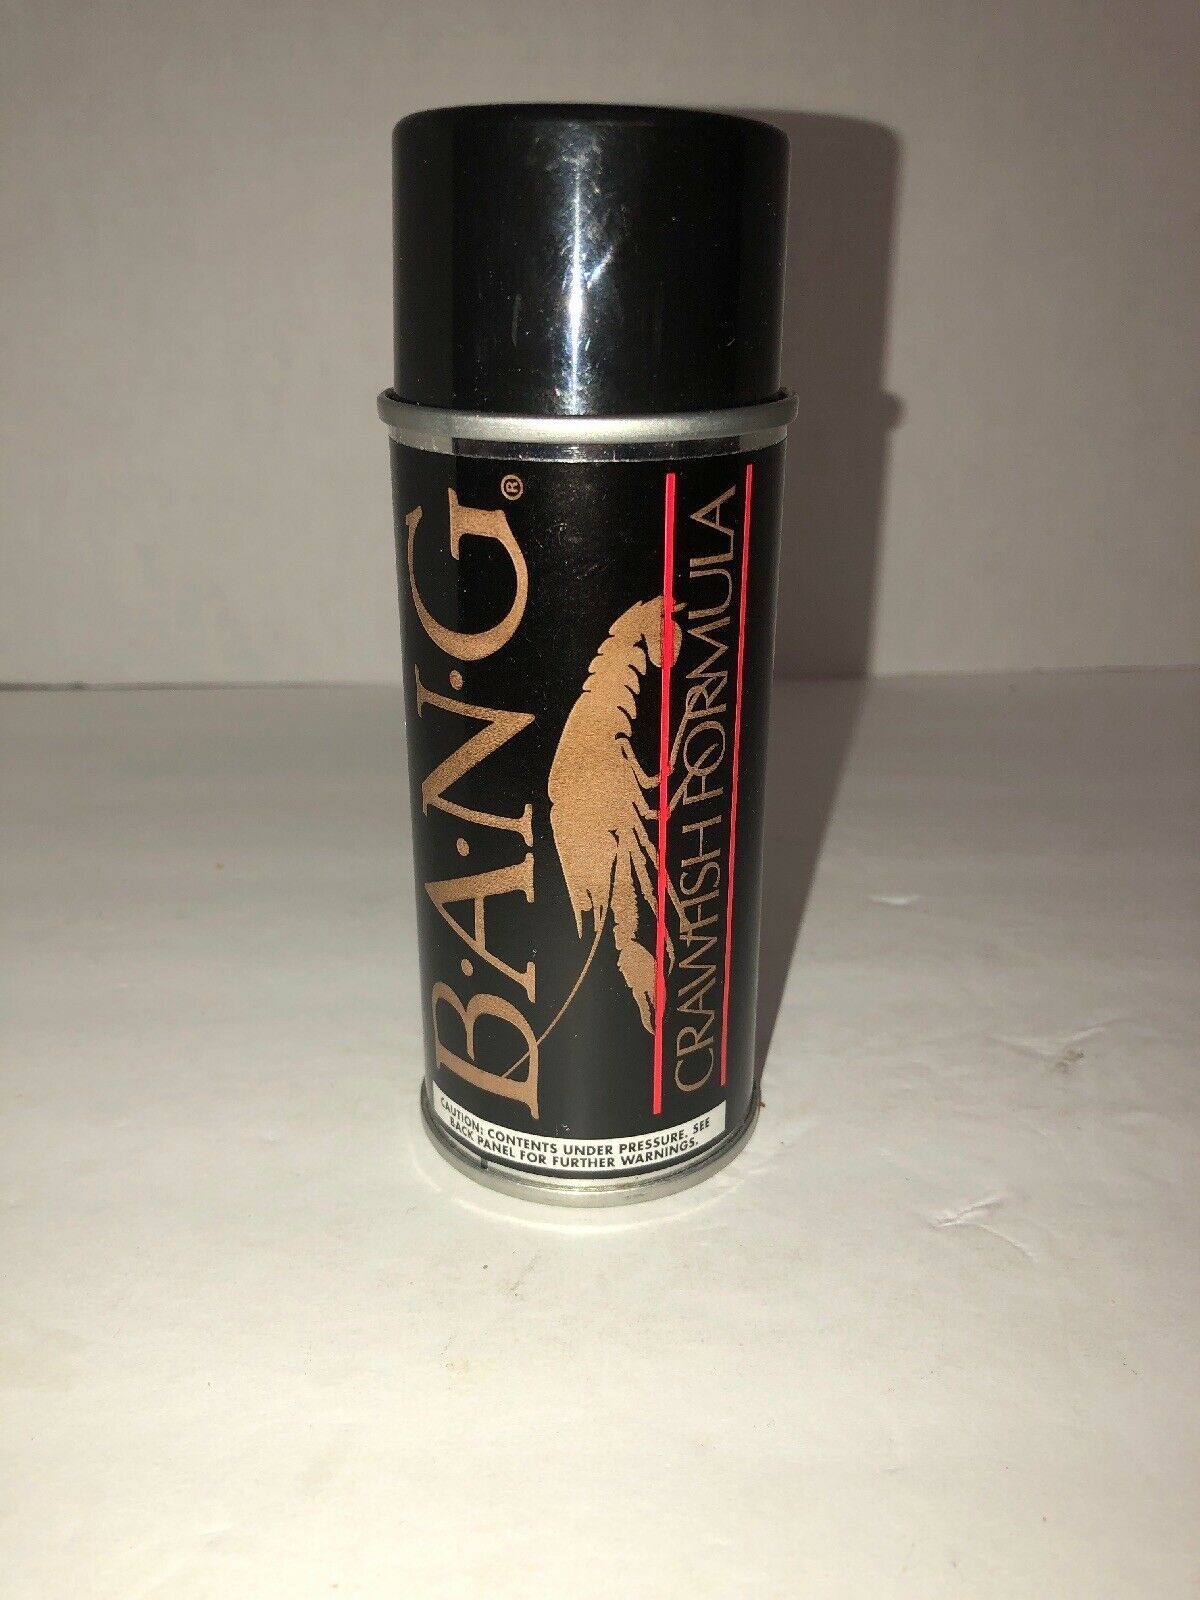 B·A·N·G®
CRAWFISH FORMULA
CAUTION: CONTENTS UNDER PRESSURE. SEE
BACK PANEL FOR FURTHER WARNINGS.